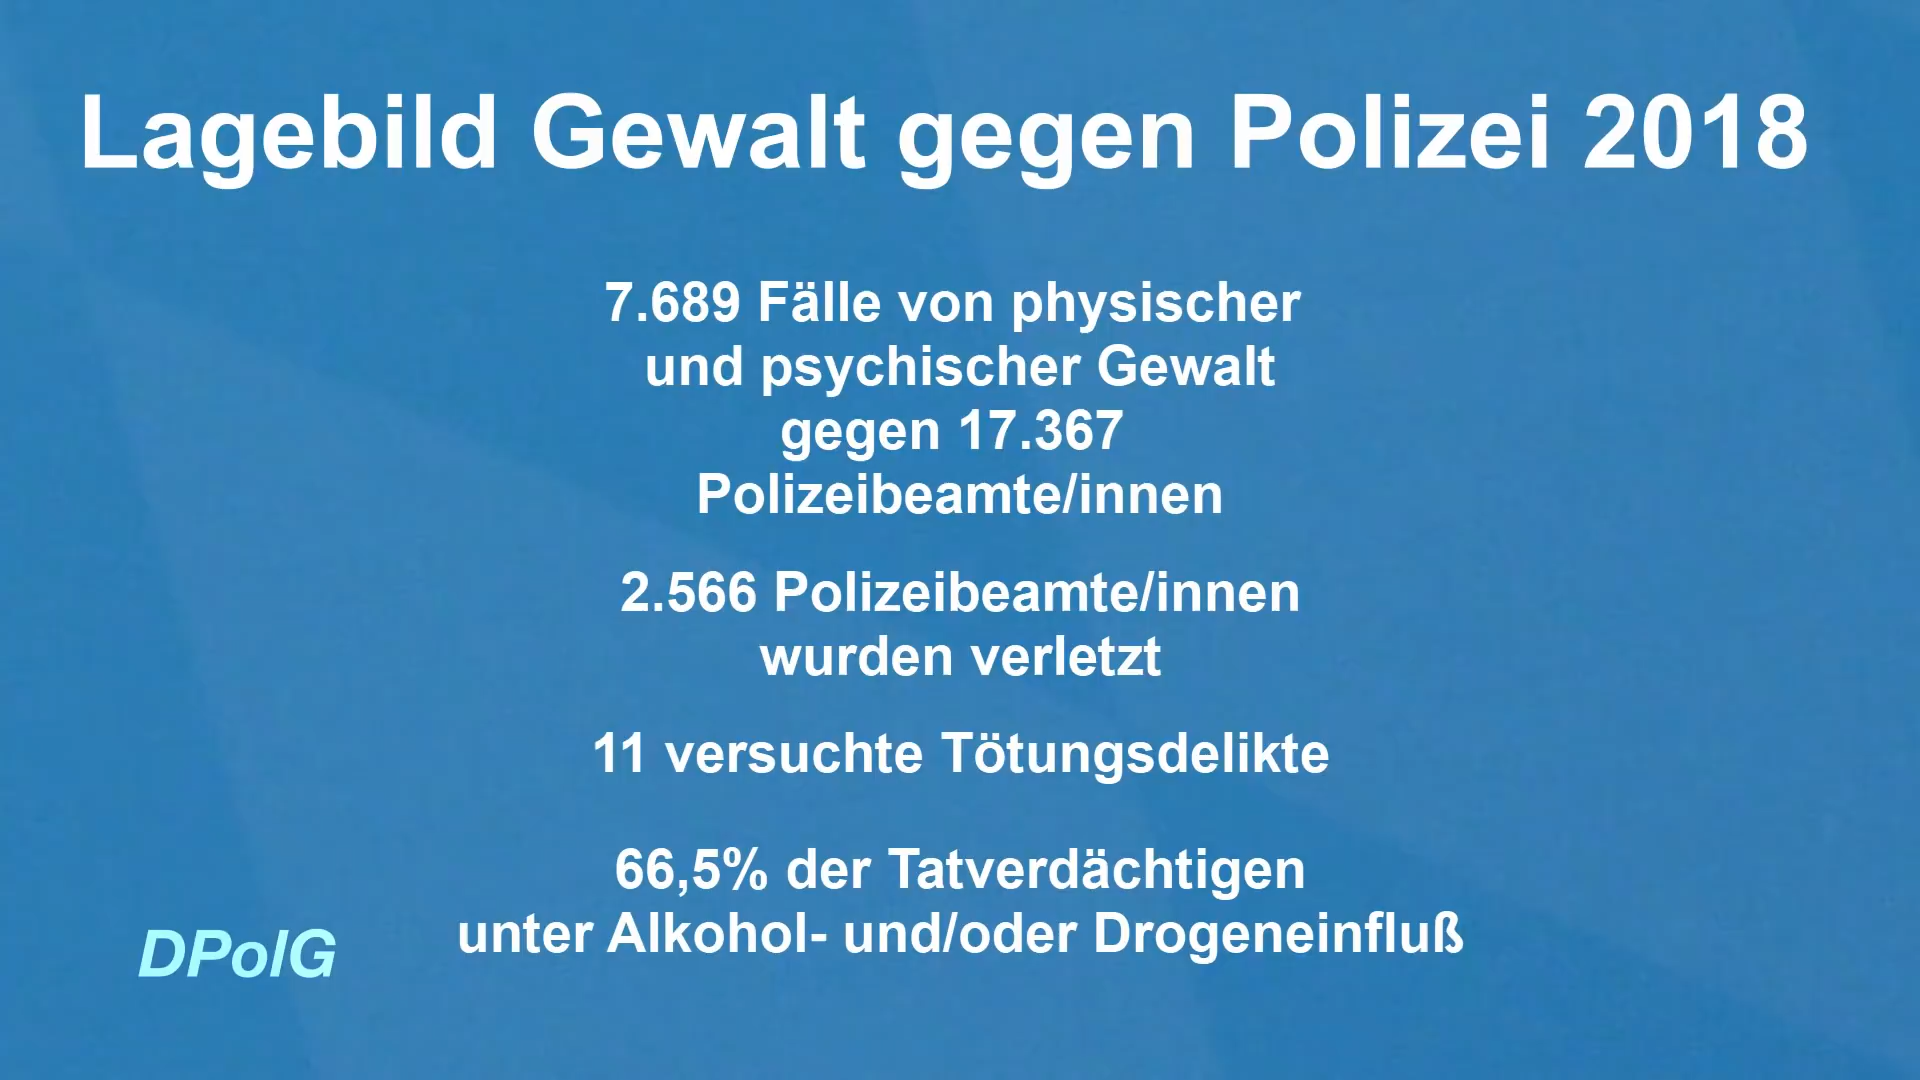 Lagebild Gewalt gegen Polizei 2018
7.689 Fälle von physischer
und psychischer Gewalt
gegen 17.367
Polizeibeamte/innen
2.566 Polizeibeamte/innen
wurden verletzt
11 versuchte Tötungsdelikte
66,5% der Tatverdächtigen
unter Alkohol- und/oder Drogeneinfluß
DPolG